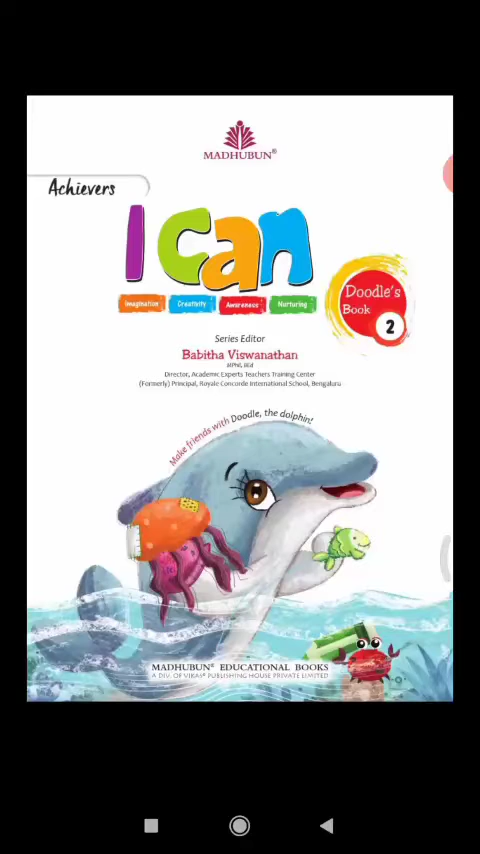 MADHUBUN®
Achievers
I can
Imagination Creativity Awareness Nurturing
Doodle's
Book
2
Series Editor
Babitha Viswanathan
MPhil, BEd
Director, Academic Experts Teachers Training Center
(Formerly) Principal, Royale Concorde International School, Bengaluru
Make friends with Doodle, the dolphin!
MADHUBUN® EDUCATIONAL BOOKS
A DIV. OF VIKAS® PUBLISHING HOUSE PRIVATE LIMITED